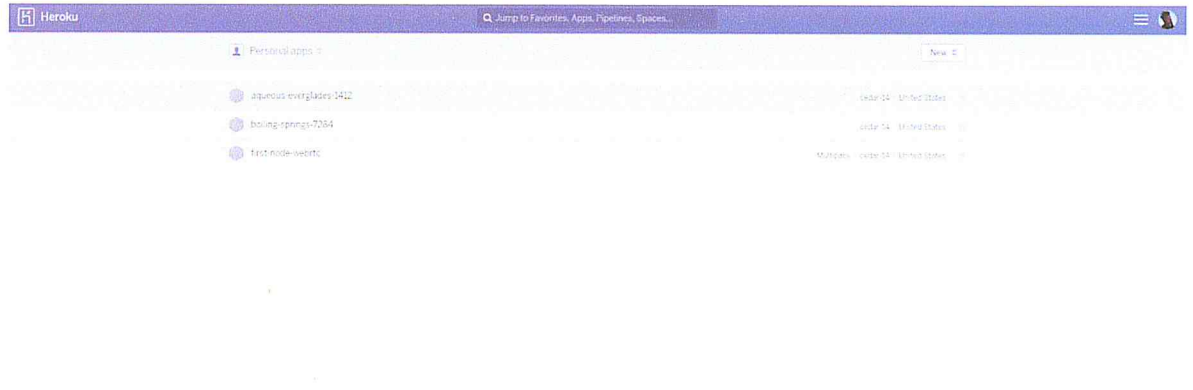 Heroku
Jump to Favorites, Apps, Pipelines, Spaces...
Personal apps
New
aqueous-everglades-1412
cedar-14 United States
boiling-springs-7284
cedar-14 United States
first-node-webrtc
cedar-14 United States